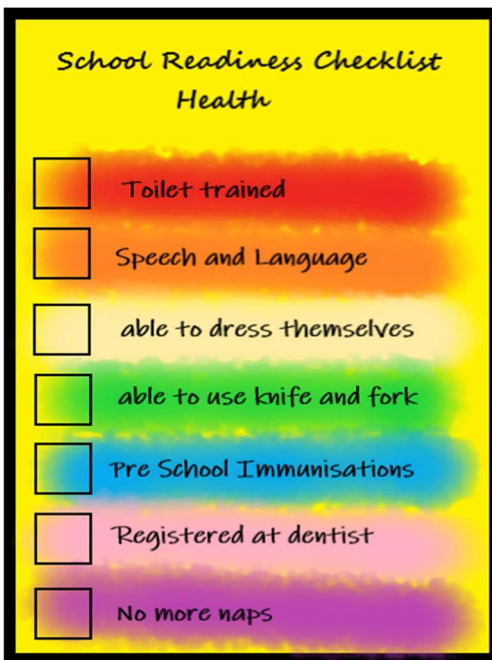 School Readiness Checklist
Health
Toilet trained
Speech and Language
able to dress themselves
able to use knife and fork
Pre School Immunisations
Registered at dentist
No more naps